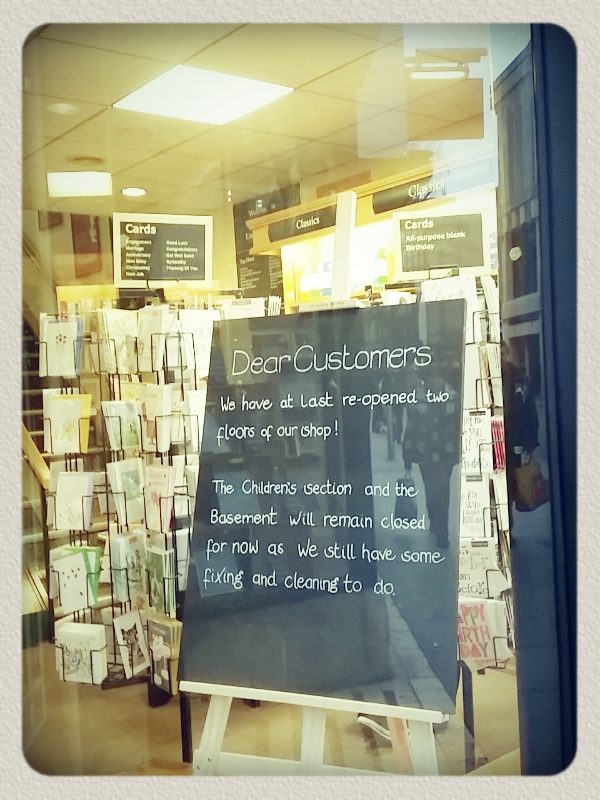 Classics
Classics
Cards
Engagement Good Luck
Marriage Congratulations
Anniversary Get Well Soon
New Baby Sympathy
Christening Thinking Of You
New Job
Cards
All-purpose blank
Birthday
Dear Customers
We have at last re-opened two
floors of our shop!
The Children's section and the
Basement will remain closed
for now as we still have some
fixing and cleaning to do.
HAPPY
BIRTH
DAY